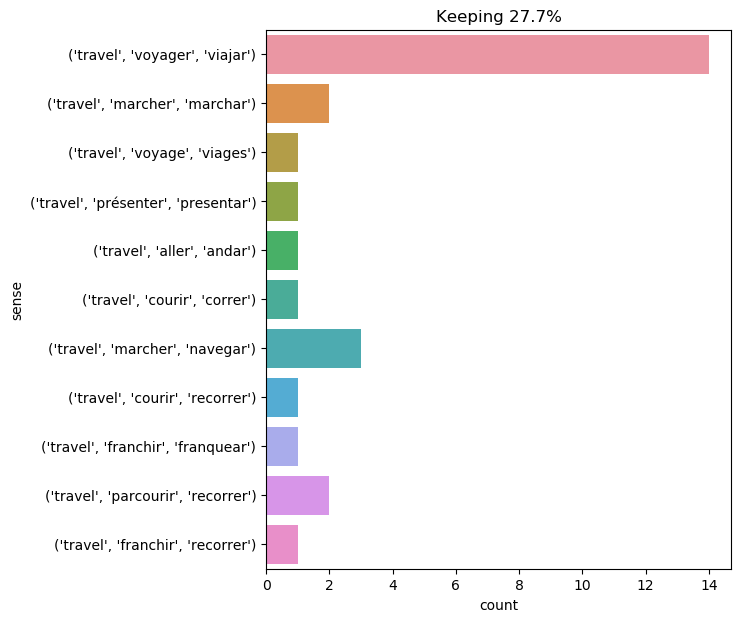 Keeping 27.7%
('travel', 'voyager', 'viajar')
('travel', 'marcher', 'marchar')
('travel', 'voyage', 'viages')
('travel', 'présenter', 'presentar')
('travel', 'aller', 'andar')
('travel', 'courir', 'correr')
('travel', 'marcher', 'navegar')
('travel', 'courir', 'recorrer')
('travel', 'franchir', 'franquear')
('travel', 'parcourir', 'recorrer')
('travel', 'franchir', 'recorrer')
sense
0 2 4 6 8 10 12 14
count